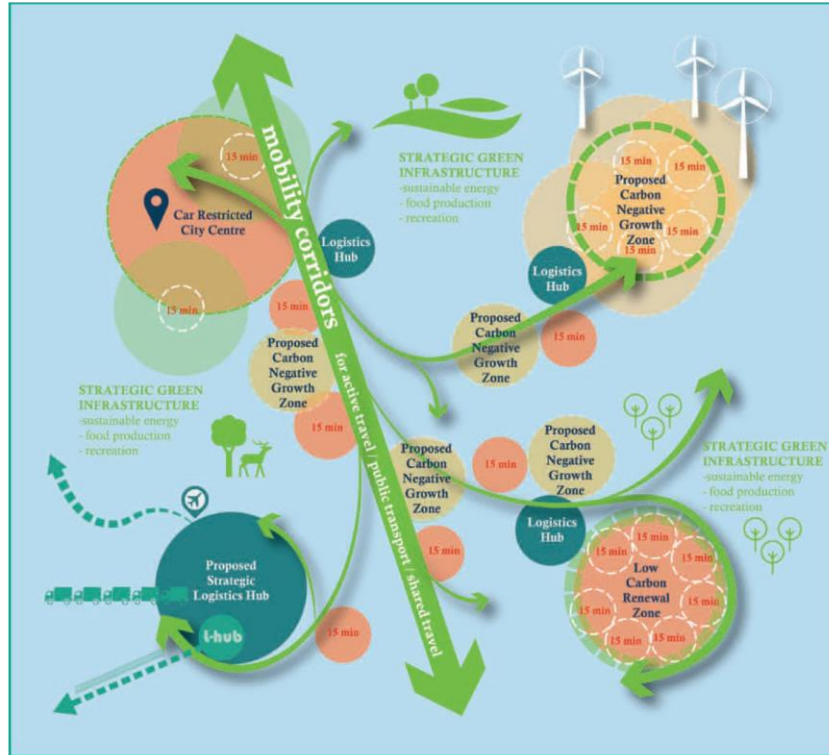 mobility corridors
for active travel / public transport / shared travel
15 min
Car Restricted
City Centre
15 min
STRATEGIC GREEN
INFRASTRUCTURE
-sustainable energy
- food production
- recreation
Logistics
Hub
15 min
15 min
15 min
15 min
15 min
Proposed
Carbon
Negative
Growth
Zone
Logistics
Hub
15 min
Proposed
Carbon
Negative
Growth
Zone
15 min
Proposed
Carbon
Negative
Growth
Zone
15 min
STRATEGIC GREEN
INFRASTRUCTURE
-sustainable energy
- food production
- recreation
Proposed
Carbon
Negative
Growth
Zone
15 min
Proposed
Carbon
Negative
Growth
Zone
Logistics
Hub
15 min
STRATEGIC GREEN
INFRASTRUCTURE
-sustainable energy
- food production
- recreation
Proposed
Strategic
Logistics Hub
l-hub
15 min
15 min
15 min
15 min
15 min
15 min
15 min
15 min
15 min
Low
Carbon
Renewal
Zone